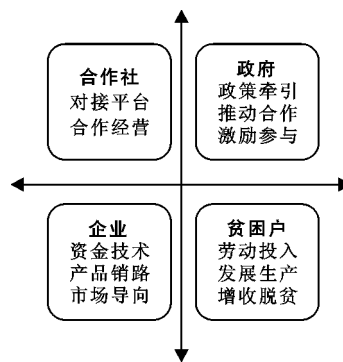 合作社
对接平台
合作经营
政府
政策牵引
推动合作
激励参与
企业
资金技术
产品销路
市场导向
贫困户
劳动投入
发展生产
增收脱贫